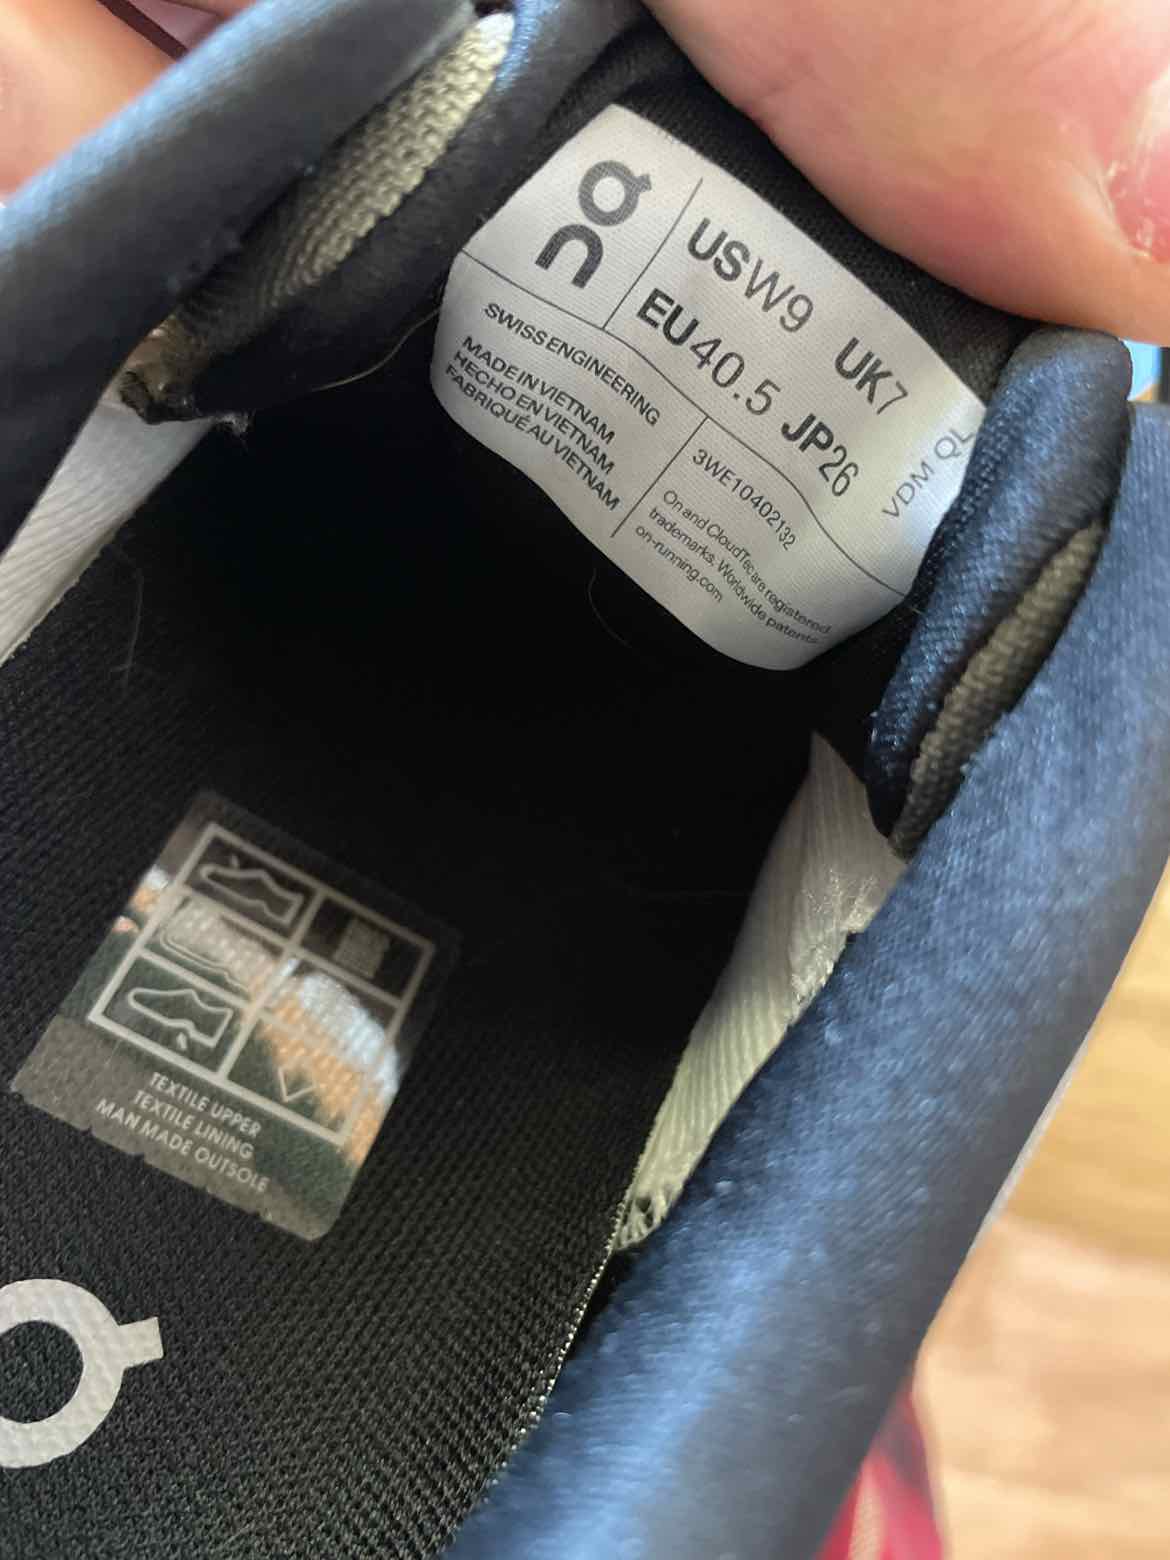 On
USW9 UK7
EU40.5 JP26
VDM QL
SWISS ENGINEERING
MADE IN VIETNAM
HECHO EN VIETNAM
FABRIQUÉ AU VIETNAM
3WE10402132
On and CloudTec are registered
trademarks. Worldwide patents.
on-running.com
TEXTILE UPPER
TEXTILE LINING
MAN MADE OUTSOLE